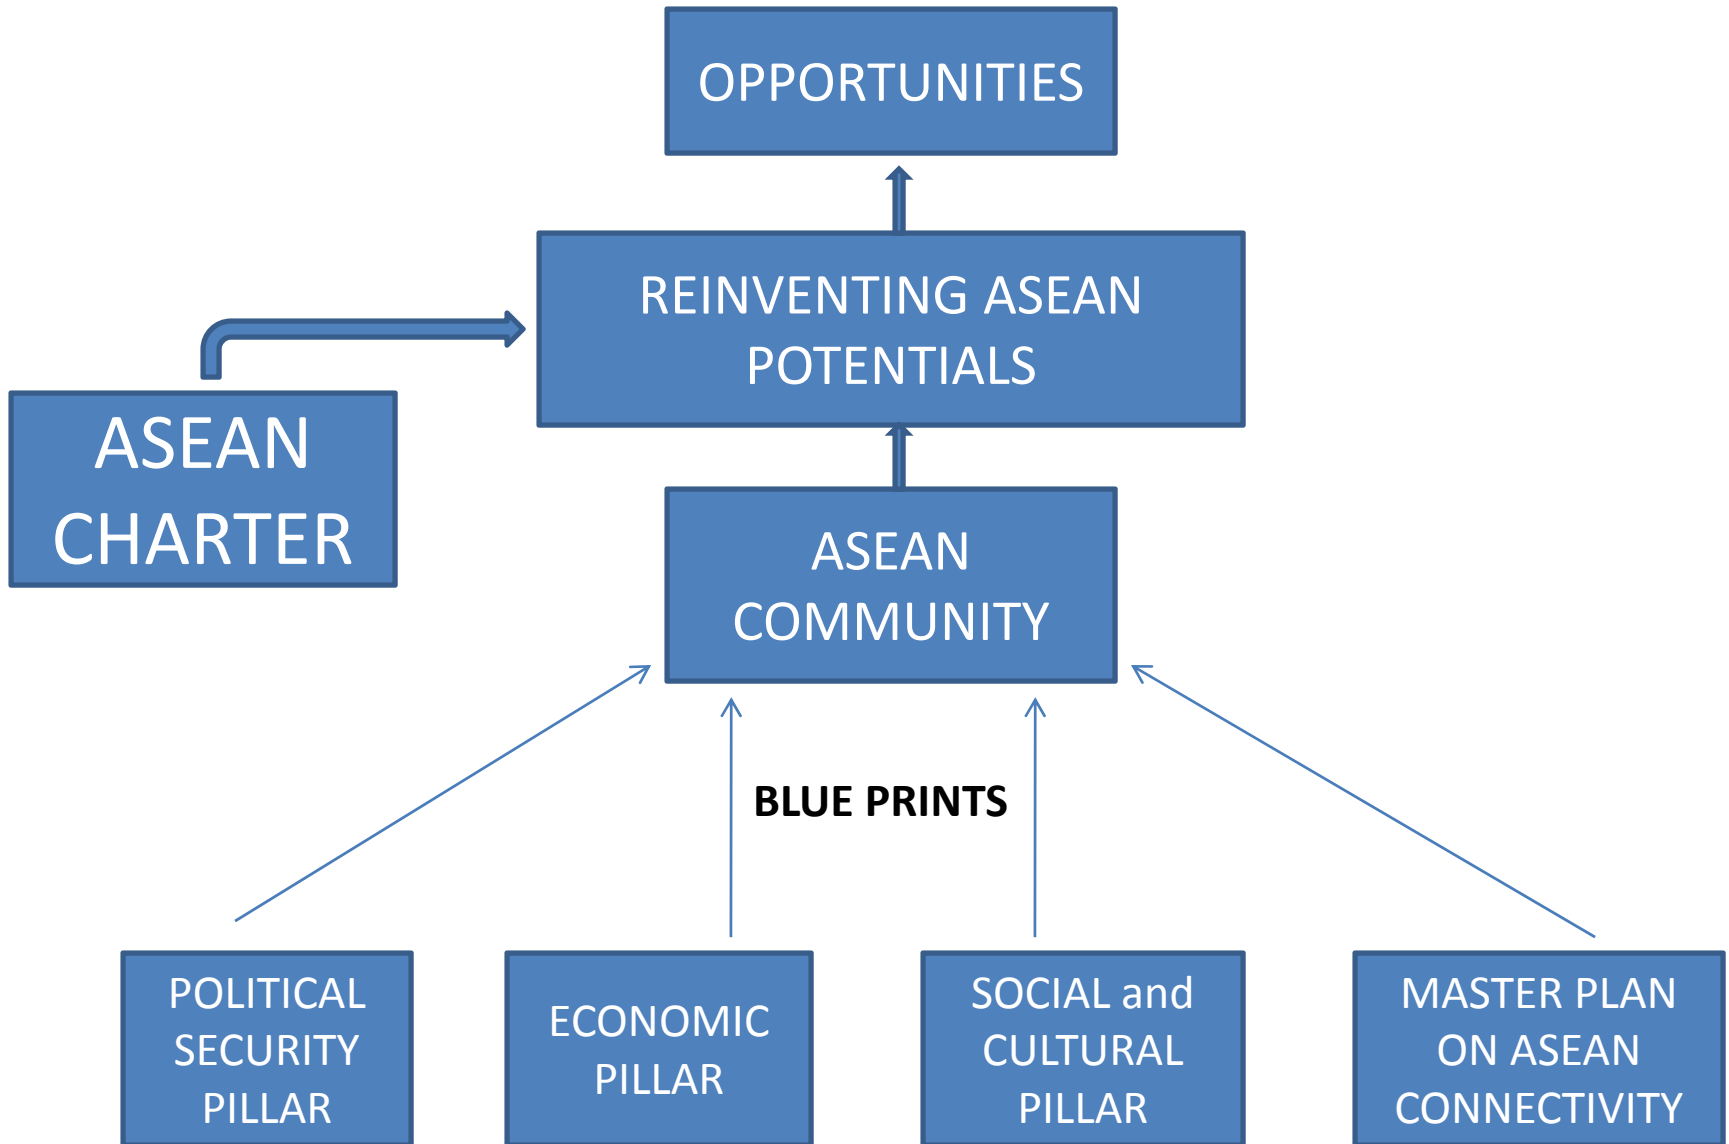 OPPORTUNITIES
REINVENTING ASEAN
POTENTIALS
ASEAN
CHARTER
ASEAN
COMMUNITY
BLUE PRINTS
POLITICAL
SECURITY
PILLAR
ECONOMIC
PILLAR
SOCIAL and
CULTURAL
PILLAR
MASTER PLAN
ON ASEAN
CONNECTIVITY